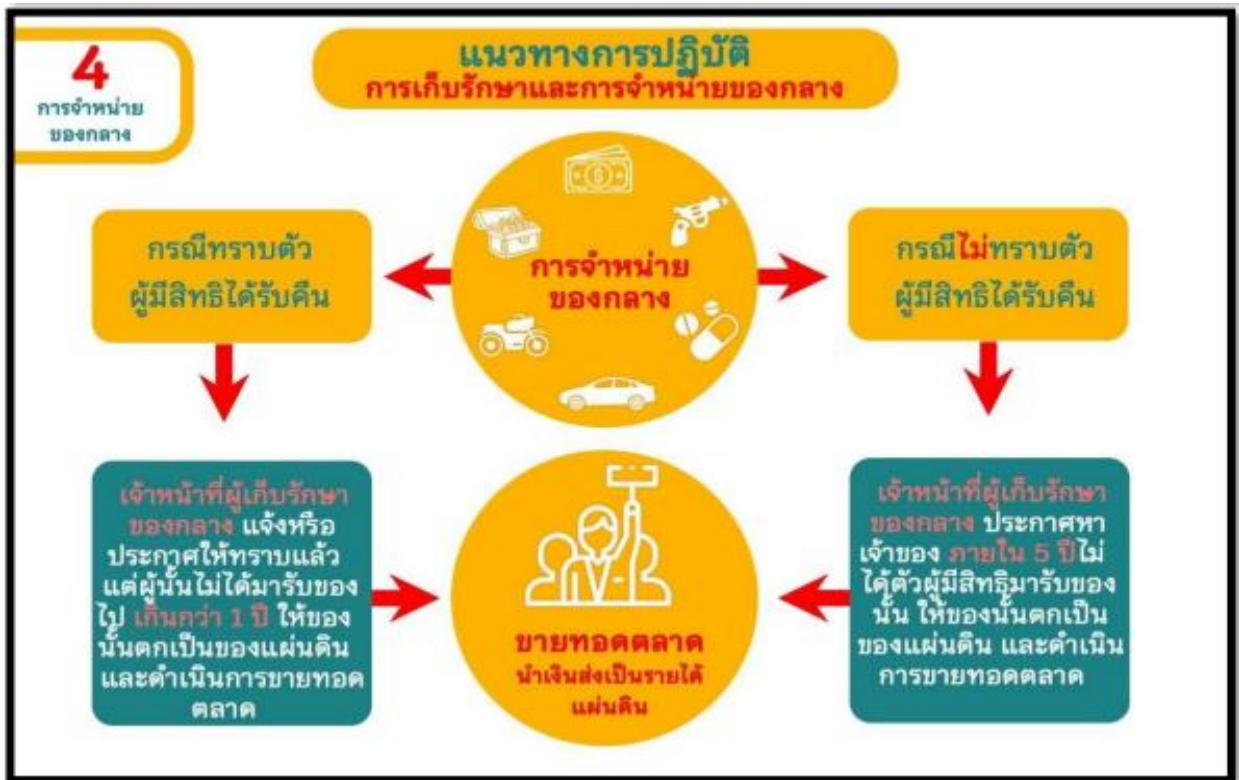 4
การจำหน่าย
ของกลาง
แนวทางการปฏิบัติ
การเก็บรักษาและการจำหน่ายของกลาง
กรณีทราบตัว
ผู้มีสิทธิได้รับคืน
การจำหน่าย
ของกลาง
กรณีไม่ทราบตัว
ผู้มีสิทธิได้รับคืน
เจ้าหน้าที่ผู้เก็บรักษา
ของกลาง แจ้งหรือ
ประกาศให้ทราบแล้ว
แต่ผู้นั้นไม่ได้มารับของ
ไป เกินกว่า 1 ปี ให้ของ
นั้นตกเป็นของแผ่นดิน
และดำเนินการขายทอด
ตลาด
ขายทอดตลาด
นำเงินส่งเป็นรายได้
แผ่นดิน
เจ้าหน้าที่ผู้เก็บรักษา
ของกลาง ประกาศหา
เจ้าของ ภายใน 5 ปีไม่
ได้ตัวผู้มีสิทธิมารับของ
นั้น ให้ของนั้นตกเป็น
ของแผ่นดิน และดำเนิน
การขายทอดตลาด